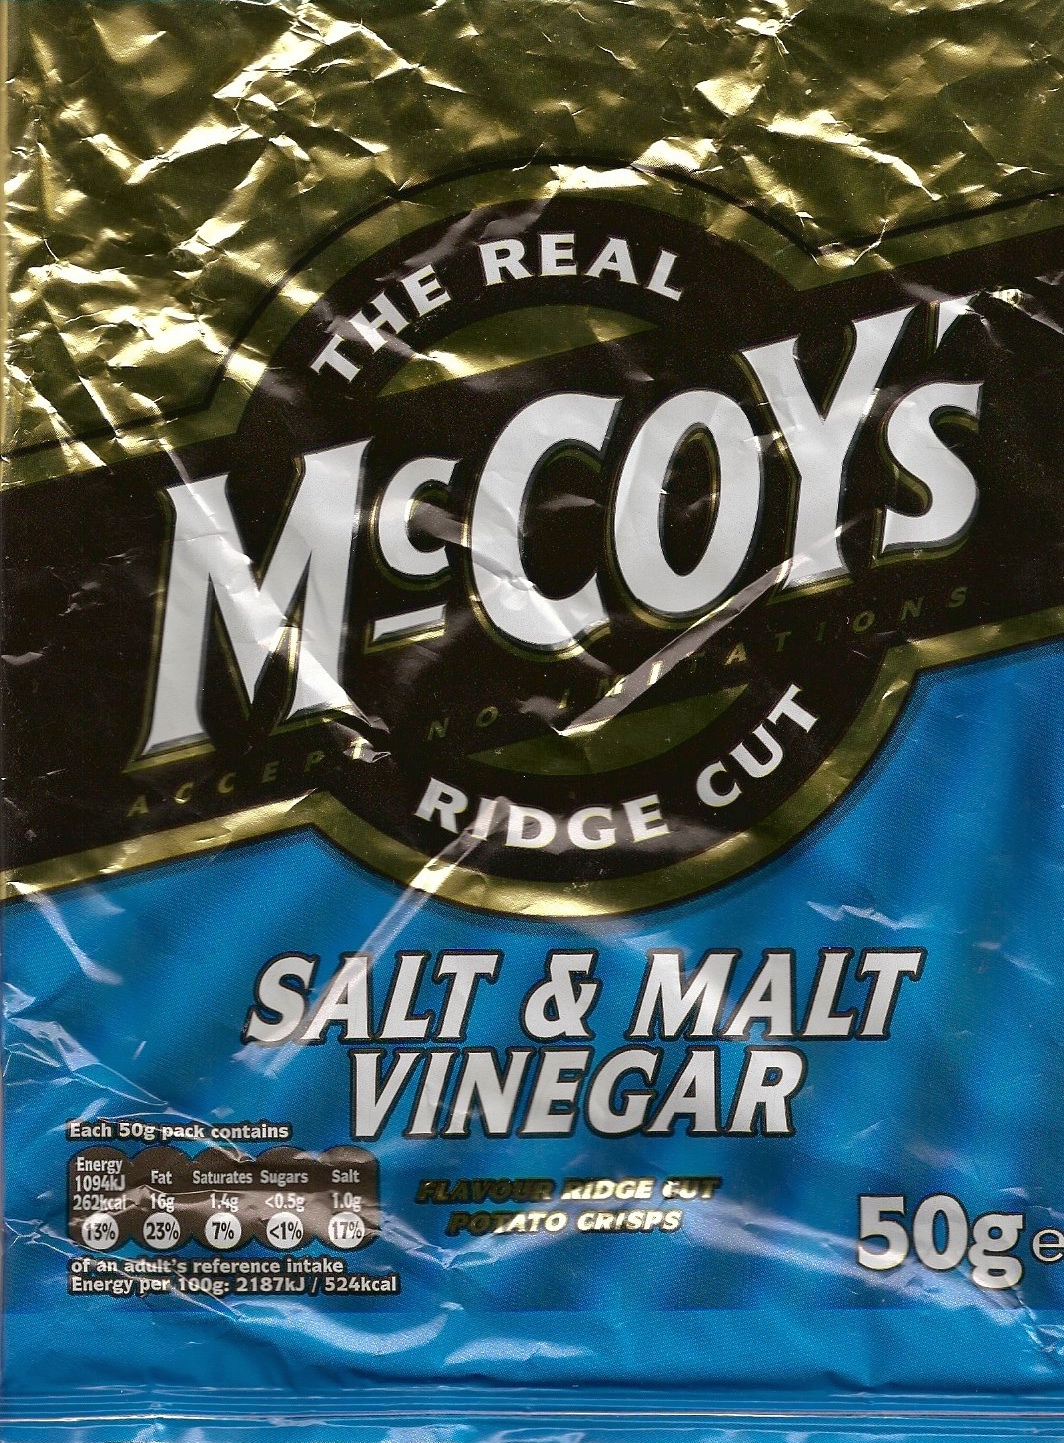 THE REAL
McCOY'S
ACCEPT NO IMITATIONS
RIDGE CUT
SALT & MALT
VINEGAR
FLAVOUR RIDGE CUT
POTATO CRISPS
50g e
Each 50g pack contains
Energy 1094kJ 262kcal 13%
Fat 16g 23%
Saturates 1.4g 7%
Sugars <0.5g <1%
Salt 1.0g 17%
of an adult's reference intake
Energy per 100g: 2187kJ / 524kcal